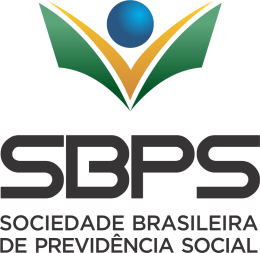 SBPS
SOCIEDADE BRASILEIRA
DE PREVIDÊNCIA SOCIAL